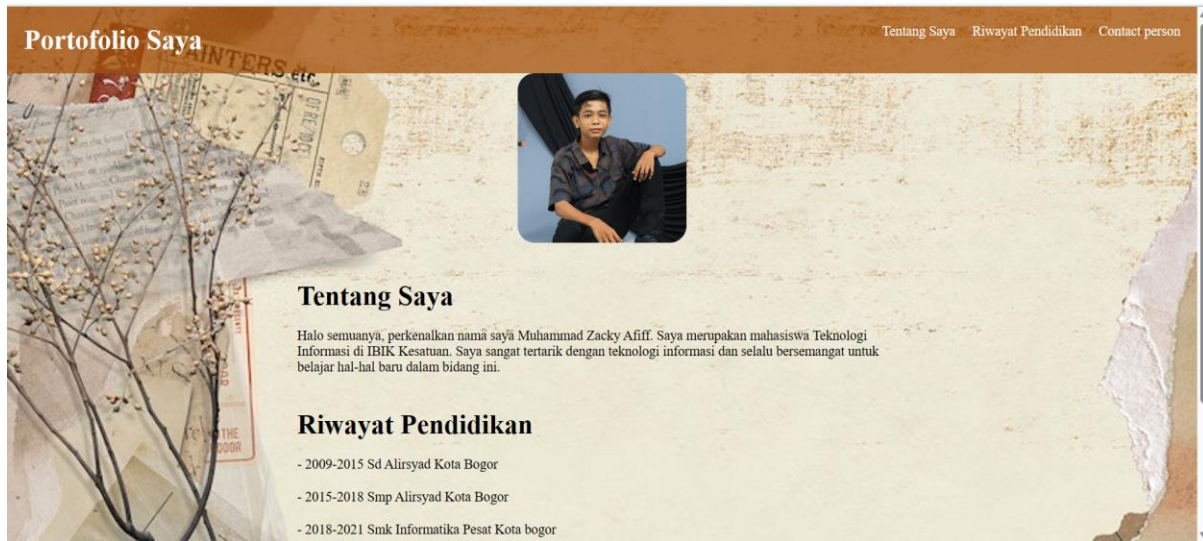 Portofolio Saya
Tentang Saya Riwayat Pendidikan Contact person
PAINTERS etc.
Tentang Saya
Halo semuanya, perkenalkan nama saya Muhammad Zacky Afiff. Saya merupakan mahasiswa Teknologi
Informasi di IBIK Kesatuan. Saya sangat tertarik dengan teknologi informasi dan selalu bersemangat untuk
belajar hal-hal baru dalam bidang ini.
Riwayat Pendidikan
- 2009-2015 Sd Alirsyad Kota Bogor
- 2015-2018 Smp Alirsyad Kota Bogor
- 2018-2021 Smk Informatika Pesat Kota bogor